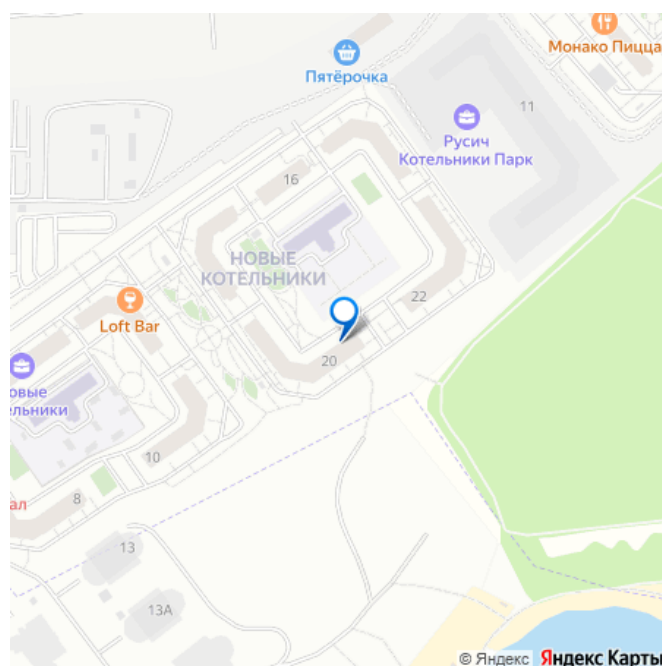 Монако Пицца
Пятёрочка
11
Русич
Котельники Парк
16
НОВЫЕ
КОТЕЛЬНИКИ
22
Loft Bar
20
овые
ельники
10
8
ал
13
13А
© Яндекс Яндекс Карты